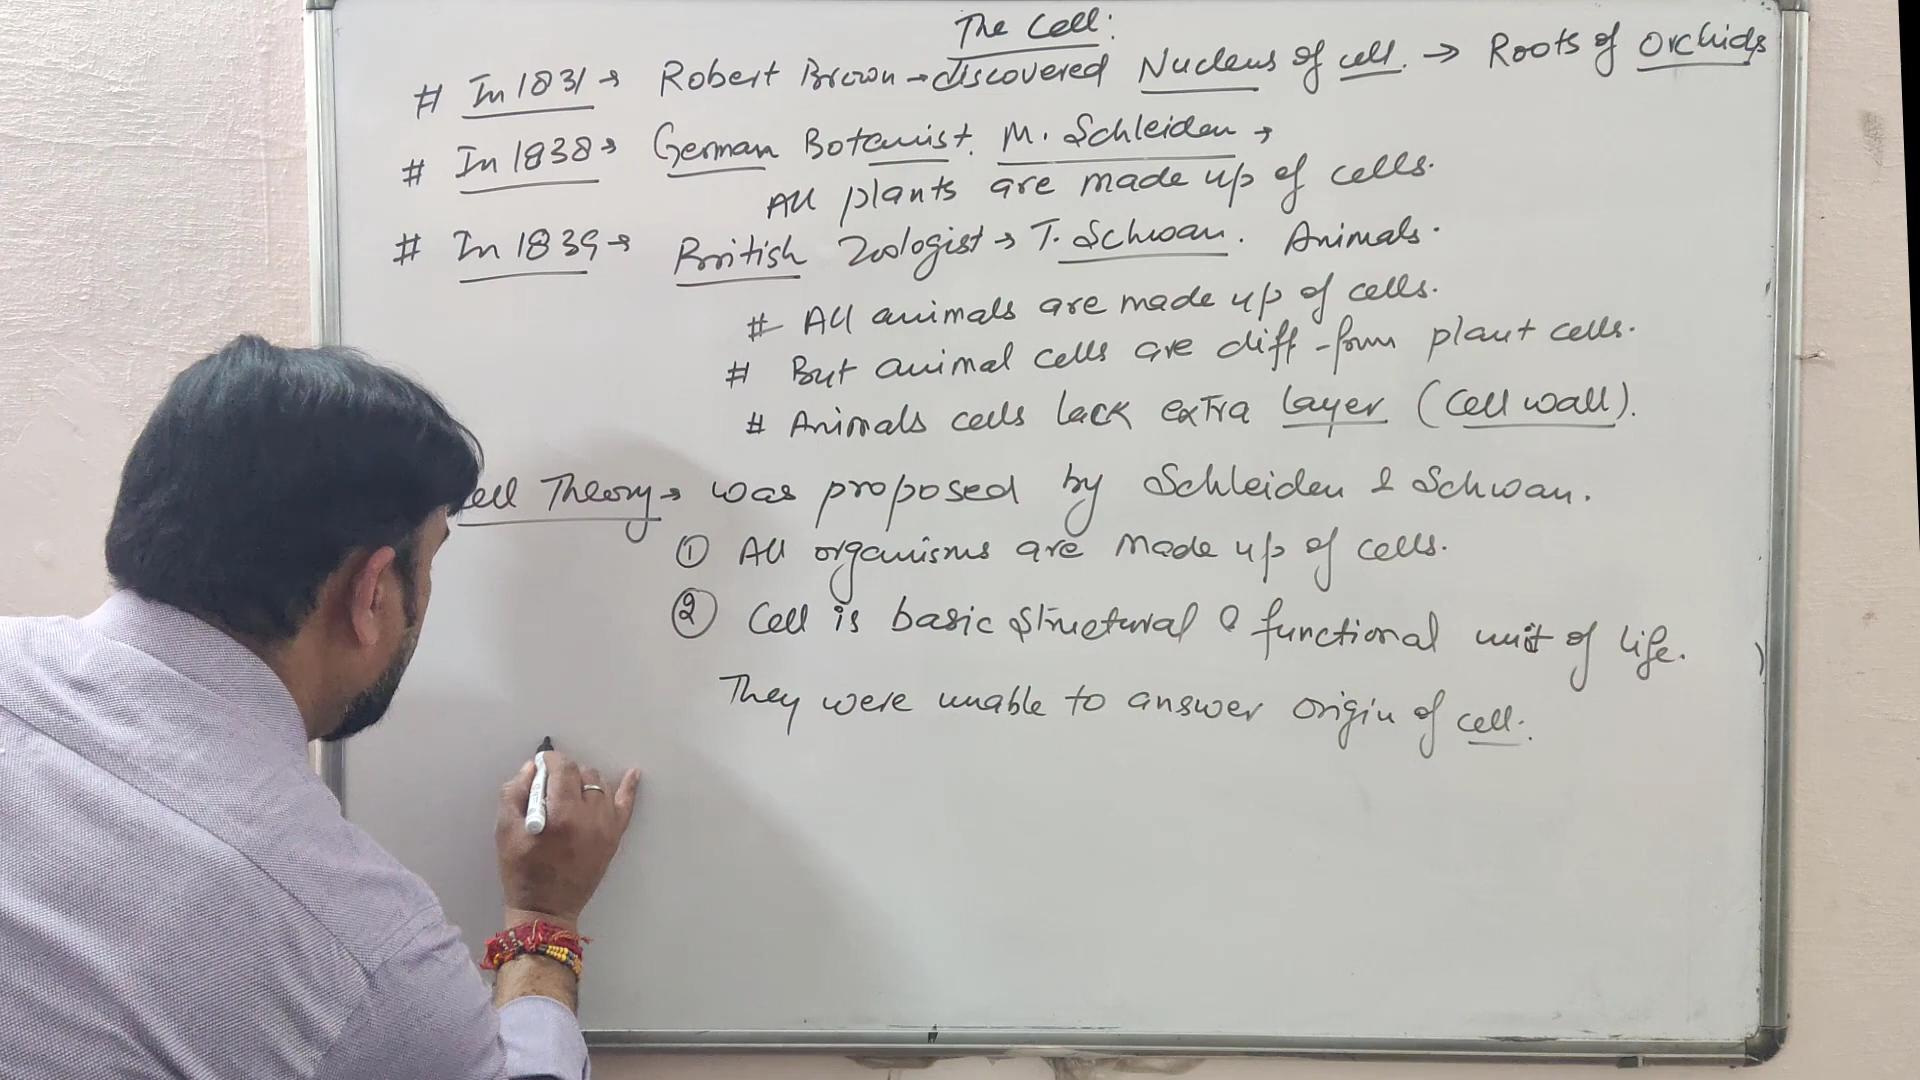 The Cell:
# In 1831 → Robert Brown → discovered Nucleus of cell. → Roots of Orchids
# In 1838 → German Botanist. M. Schleiden →
All plants are made up of cells.
# In 1839 → British Zoologist → T. Schwan. Animals.
# All animals are made up of cells.
# But animal cells are diff from plant cells.
# Animals cells lack extra layer (Cell wall).
ell Theory → was proposed by Schleiden & Schwan.
① All organisms are made up of cells.
② Cell is basic structural & functional unit of life.
They were unable to answer origin of cell.